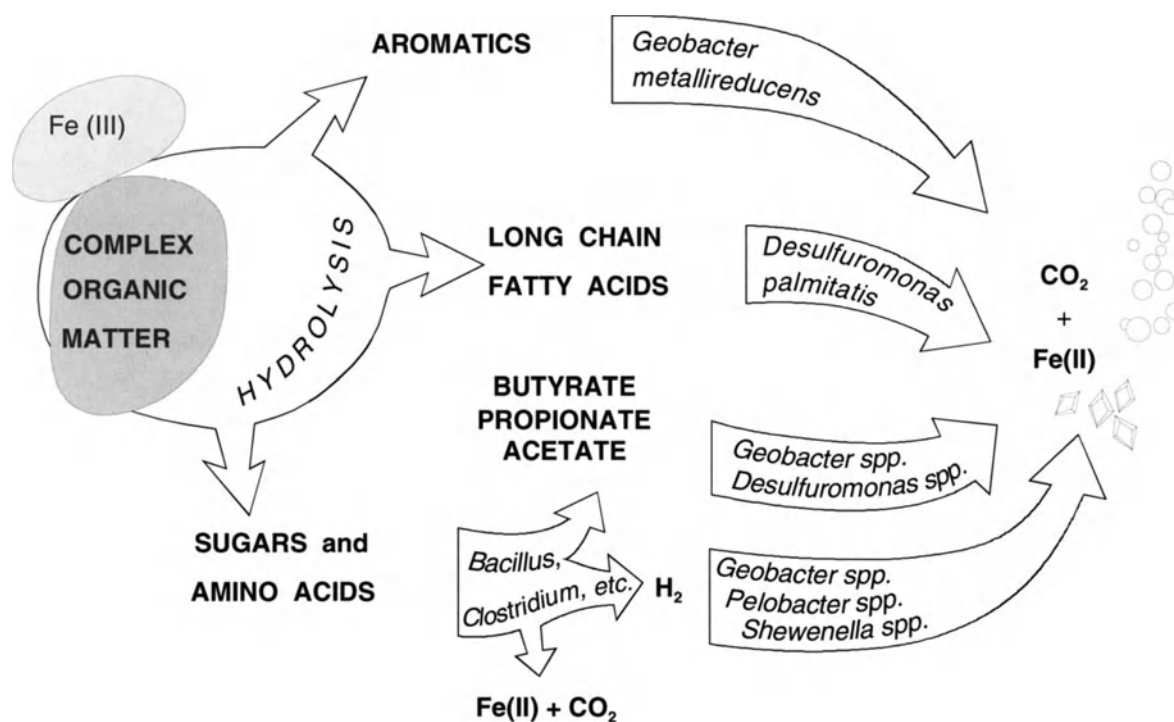 AROMATICS
Geobacter
metallireducens
Fe (III)
COMPLEX
ORGANIC
MATTER
HYDROLYSIS
LONG CHAIN
FATTY ACIDS
Desulfuromonas
palmitatis
CO₂
+
Fe(II)
BUTYRATE
PROPIONATE
ACETATE
Geobacter spp.
Desulfuromonas spp.
SUGARS and
AMINO ACIDS
Bacillus,
Clostridium, etc.
H₂
Geobacter spp.
Pelobacter spp.
Shewenella spp.
Fe(II) + CO₂